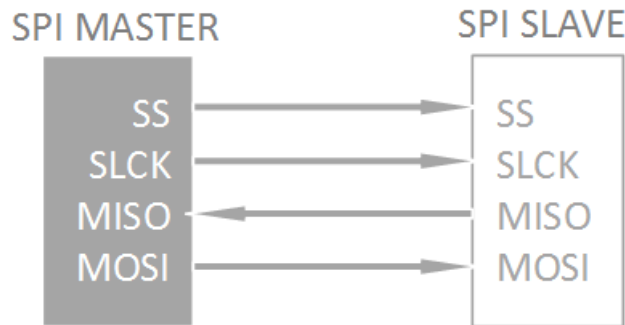 SPI MASTER SPI SLAVE
SS SS
SLCK SLCK
MISO MISO
MOSI MOSI